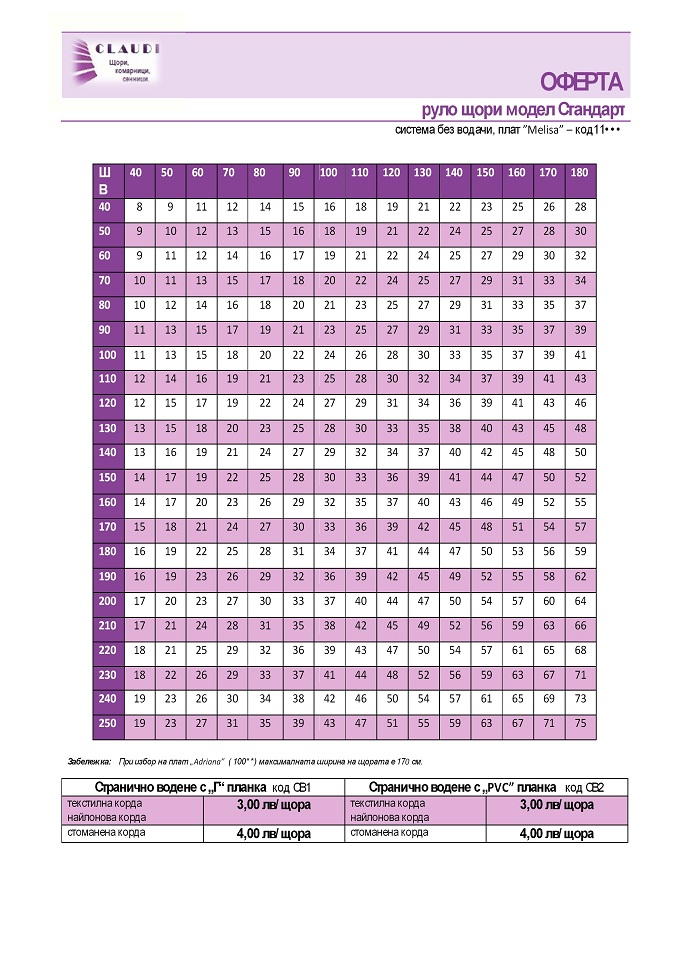 CLAUDI
Щори,
комарници,
сенници.
ОФЕРТА
руло щори модел Стандарт
система без водачи, плат ”Melisa” – код11•••
Ш 40 50 60 70 80 90 100 110 120 130 140 150 160 170 180
В
40 8 9 11 12 14 15 16 18 19 21 22 23 25 26 28
50 9 10 12 13 15 16 18 19 21 22 24 25 27 28 30
60 9 11 12 14 16 17 19 21 22 24 25 27 29 30 32
70 10 11 13 15 17 18 20 22 24 25 27 29 31 33 34
80 10 12 14 16 18 20 21 23 25 27 29 31 33 35 37
90 11 13 15 17 19 21 23 25 27 29 31 33 35 37 39
100 11 13 15 18 20 22 24 26 28 30 33 35 37 39 41
110 12 14 16 19 21 23 25 28 30 32 34 37 39 41 43
120 12 15 17 19 22 24 27 29 31 34 36 39 41 43 46
130 13 15 18 20 23 25 28 30 33 35 38 40 43 45 48
140 13 16 19 21 24 27 29 32 34 37 40 42 45 48 50
150 14 17 19 22 25 28 30 33 36 39 41 44 47 50 52
160 14 17 20 23 26 29 32 35 37 40 43 46 49 52 55
170 15 18 21 24 27 30 33 36 39 42 45 48 51 54 57
180 16 19 22 25 28 31 34 37 41 44 47 50 53 56 59
190 16 19 23 26 29 32 36 39 42 45 49 52 55 58 62
200 17 20 23 27 30 33 37 40 44 47 50 54 57 60 64
210 17 21 24 28 31 35 38 42 45 49 52 56 59 63 66
220 18 21 25 29 32 36 39 43 47 50 54 57 61 65 68
230 18 22 26 29 33 37 41 44 48 52 56 59 63 67 71
240 19 23 26 30 34 38 42 46 50 54 57 61 65 69 73
250 19 23 27 31 35 39 43 47 51 55 59 63 67 71 75
Забележка: При избор на плат „Adriana” ( 100**) максималната ширина на щората е 170 см.
Странично водене с „Г“ планка код СВ1 Странично водене с „PVC” планка код СВ2
текстилна корда 3,00 лв/ щора текстилна корда 3,00 лв/ щора
найлонова корда найлонова корда
стоманена корда 4,00 лв/ щора стоманена корда 4,00 лв/ щора